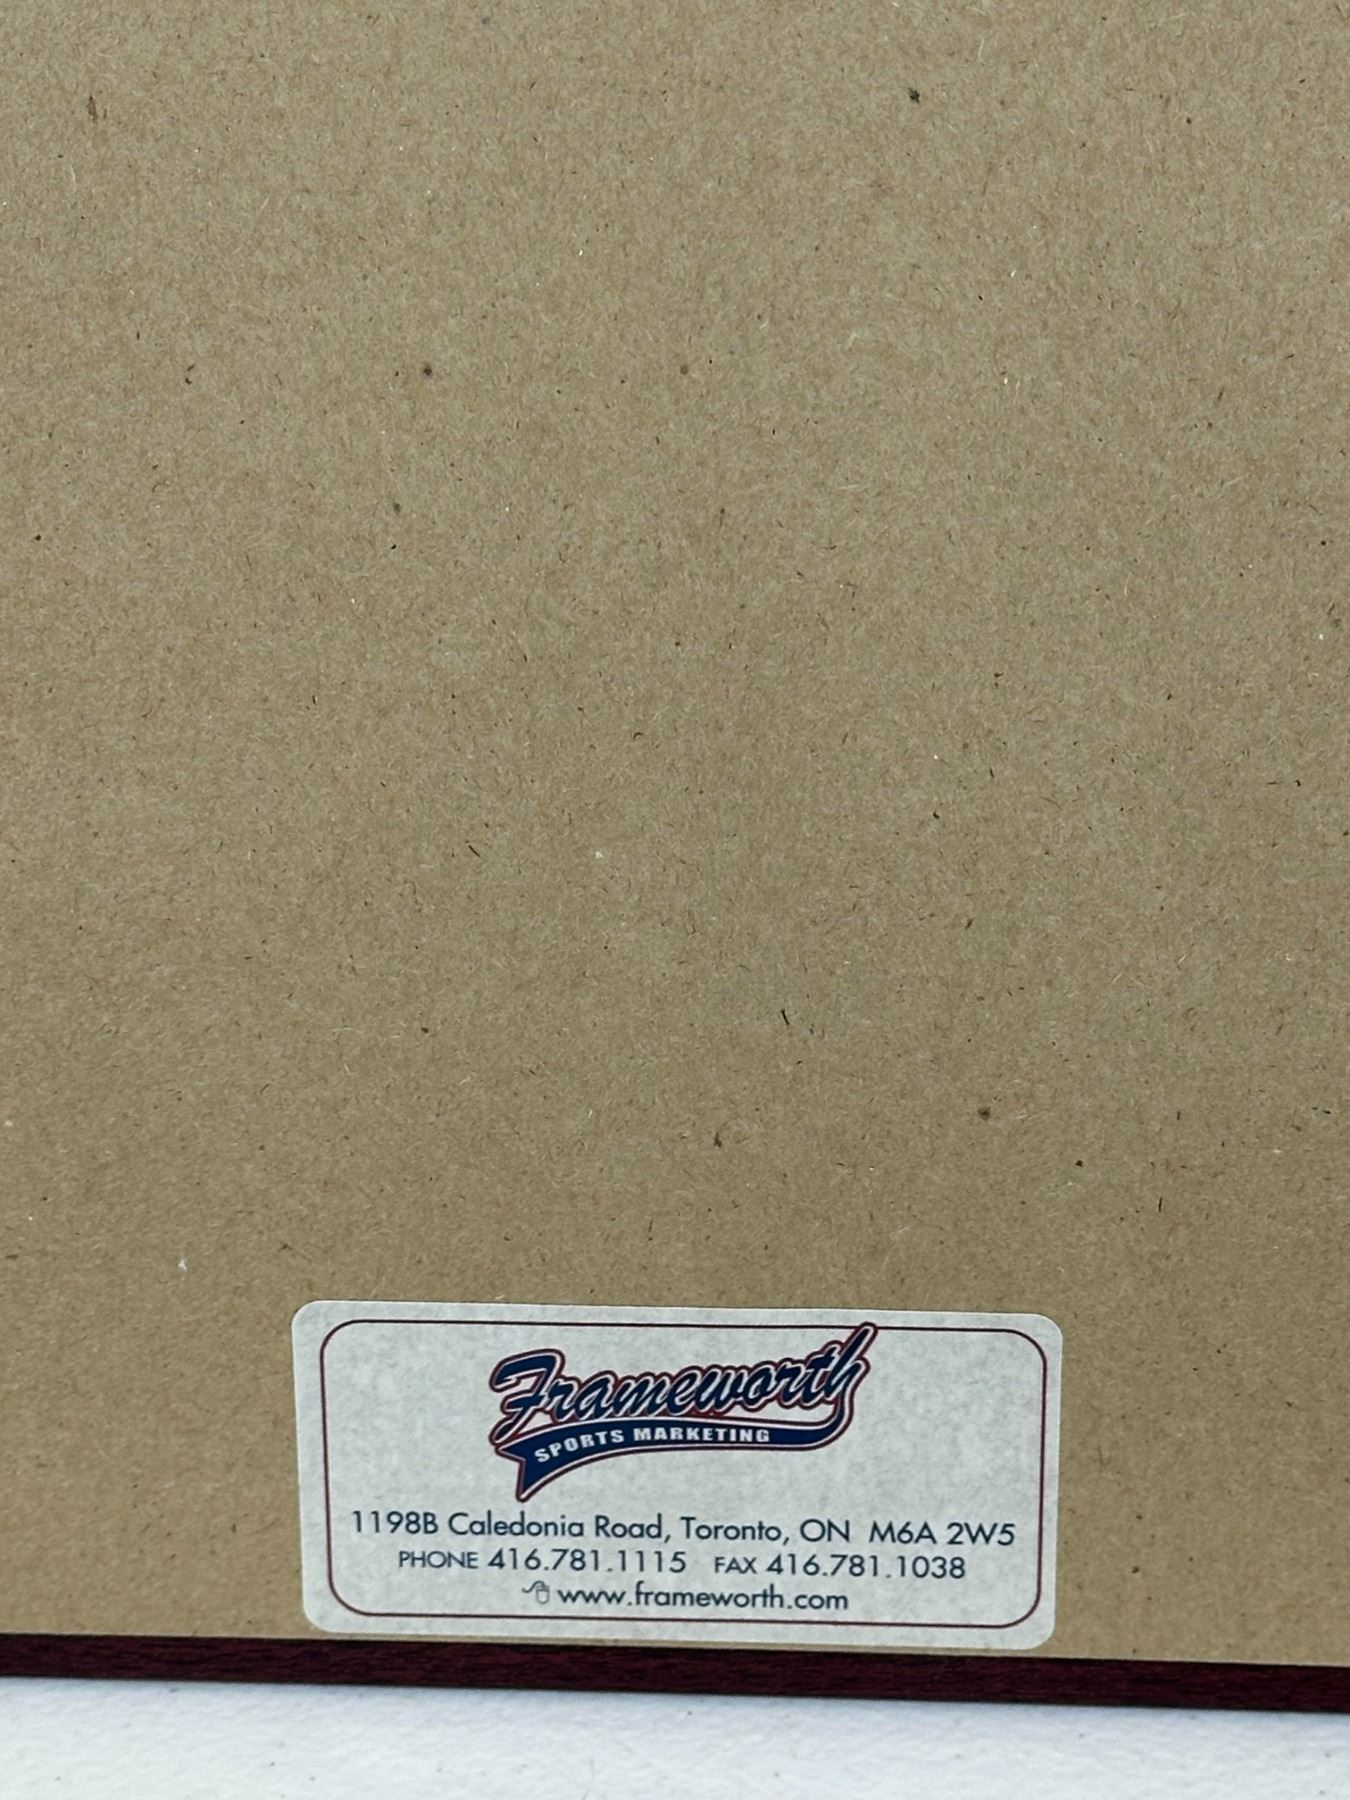 Frameworth
SPORTS MARKETING
1198B Caledonia Road, Toronto, ON M6A 2W5
PHONE 416.781.1115 FAX 416.781.1038
www.frameworth.com